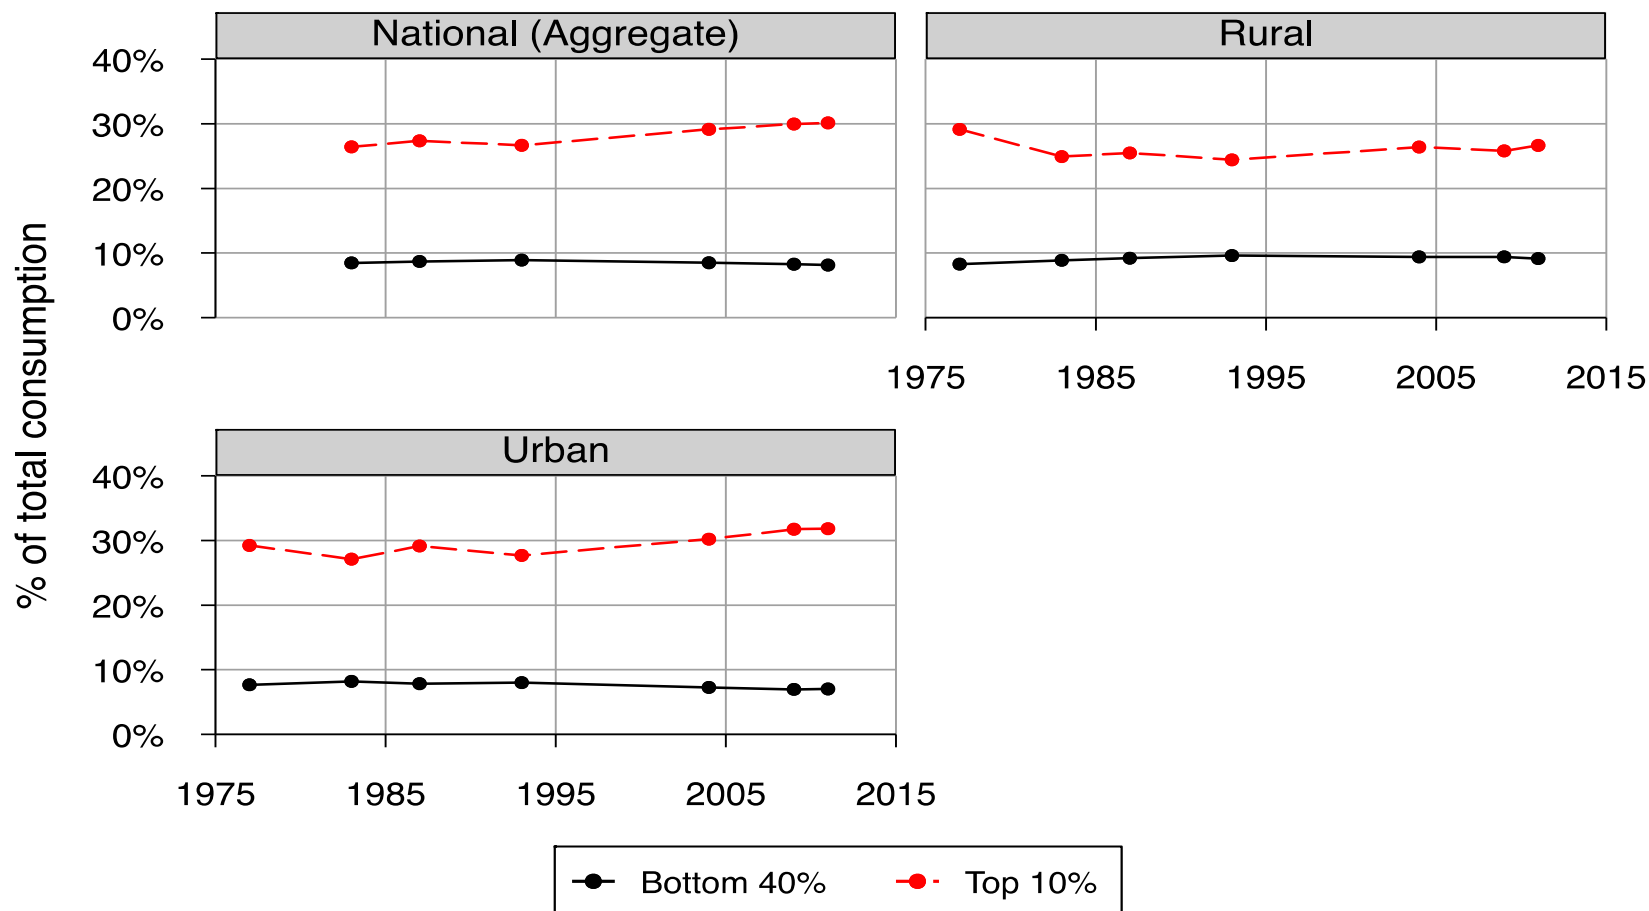 National (Aggregate)
Rural
40%
30%
20%
10%
0%
1975 1985 1995 2005 2015
% of total consumption
Urban
40%
30%
20%
10%
0%
1975 1985 1995 2005 2015
Bottom 40% Top 10%